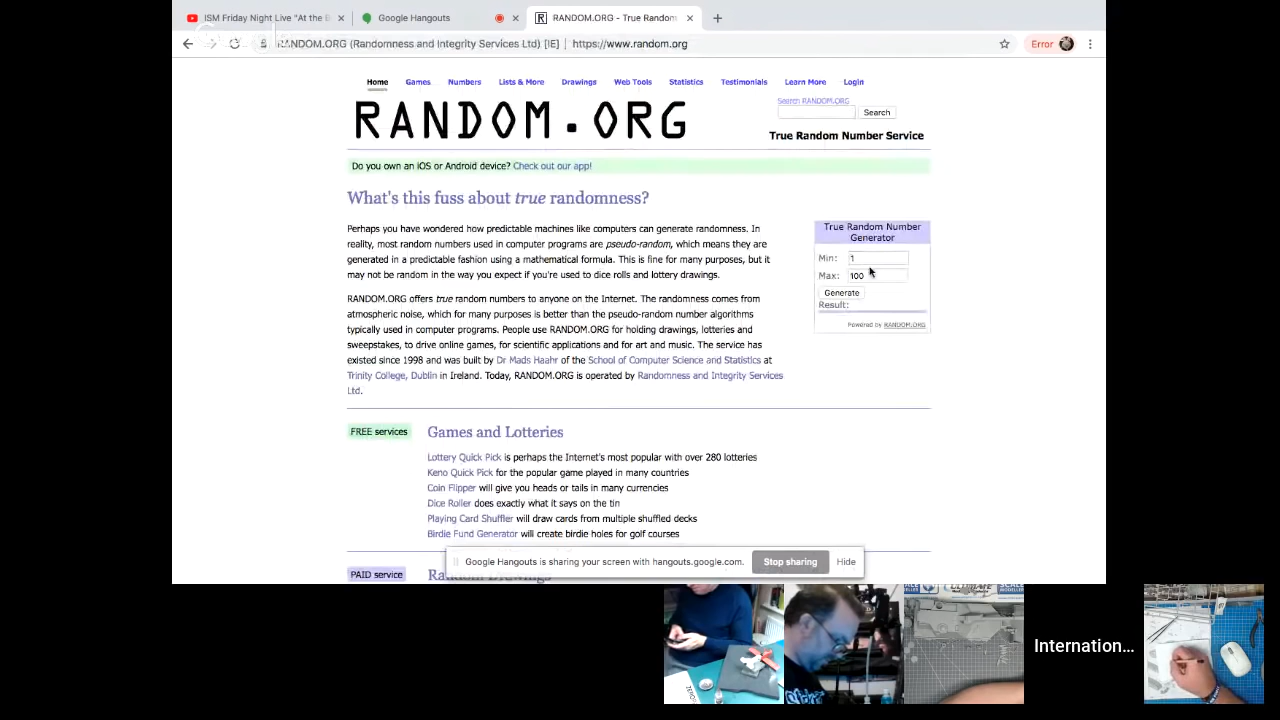 ISM Friday Night Live "At the B
Google Hangouts
RANDOM.ORG - True Random
RANDOM.ORG (Randomness and Integrity Services Ltd) [IE] | https://www.random.org
Error
Home Games Numbers Lists & More Drawings Web Tools Statistics Testimonials Learn More Login
RANDOM.ORG
Search RANDOM.ORG
Search
True Random Number Service
Do you own an iOS or Android device? Check out our app!
What's this fuss about true randomness?
Perhaps you have wondered how predictable machines like computers can generate randomness. In
reality, most random numbers used in computer programs are pseudo-random, which means they are
generated in a predictable fashion using a mathematical formula. This is fine for many purposes, but it
may not be random in the way you expect if you're used to dice rolls and lottery drawings.
RANDOM.ORG offers true random numbers to anyone on the Internet. The randomness comes from
atmospheric noise, which for many purposes is better than the pseudo-random number algorithms
typically used in computer programs. People use RANDOM.ORG for holding drawings, lotteries and
sweepstakes, to drive online games, for scientific applications and for art and music. The service has
existed since 1998 and was built by Dr Mads Haahr of the School of Computer Science and Statistics at
Trinity College, Dublin in Ireland. Today, RANDOM.ORG is operated by Randomness and Integrity Services
Ltd.
True Random Number
Generator
Min: 1
Max: 100
Generate
Result:
Powered by RANDOM.ORG
FREE services
Games and Lotteries
Lottery Quick Pick is perhaps the Internet's most popular with over 280 lotteries
Keno Quick Pick for the popular game played in many countries
Coin Flipper will give you heads or tails in many currencies
Dice Roller does exactly what it says on the tin
Playing Card Shuffler will draw cards from multiple shuffled decks
Birdie Fund Generator will create birdie holes for golf courses
PAID service
Random Drawings
Google Hangouts is sharing your screen with hangouts.google.com.
Stop sharing
Hide
Internation...